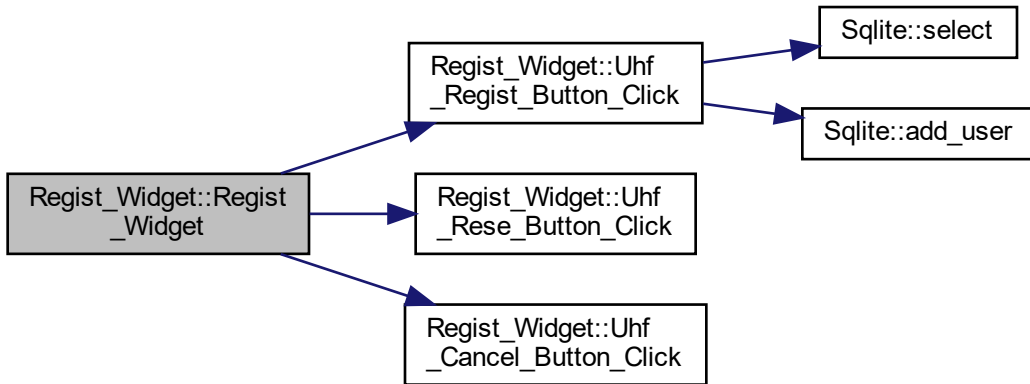 Regist_Widget::Regist
_Widget
Regist_Widget::Uhf
_Regist_Button_Click
Sqlite::select
Sqlite::add_user
Regist_Widget::Uhf
_Rese_Button_Click
Regist_Widget::Uhf
_Cancel_Button_Click